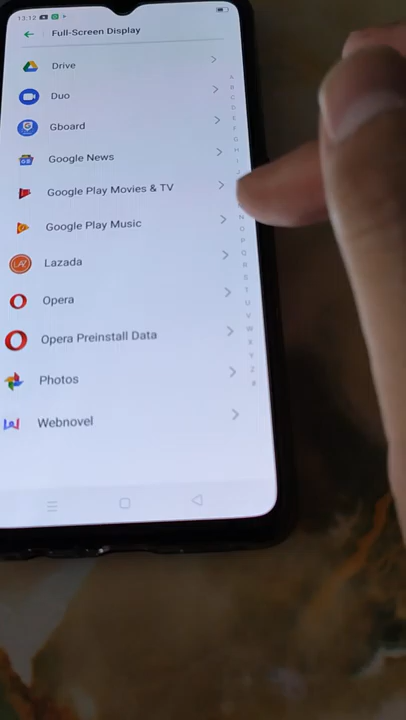 13:12
Full-Screen Display
Drive
Duo
Gboard
Google News
Google Play Movies & TV
Google Play Music
Lazada
Opera
Opera Preinstall Data
Photos
Webnovel
A
B
C
D
E
F
G
H
I
J
N
O
P
Q
R
S
T
U
V
W
X
Y
Z
#